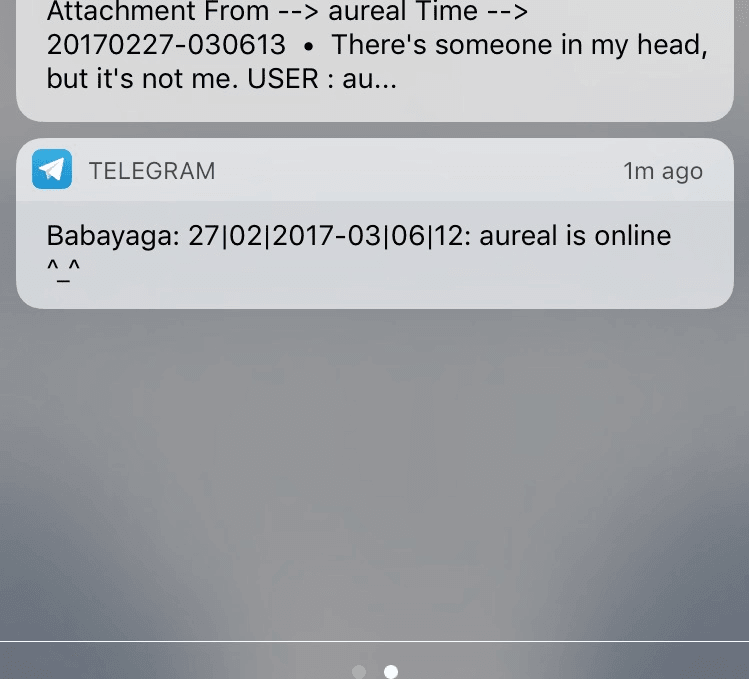 Attachment From --> aureal Time -->
20170227-030613 • There's someone in my head,
but it's not me. USER : au...
TELEGRAM 1m ago
Babayaga: 27|02|2017-03|06|12: aureal is online
^_^